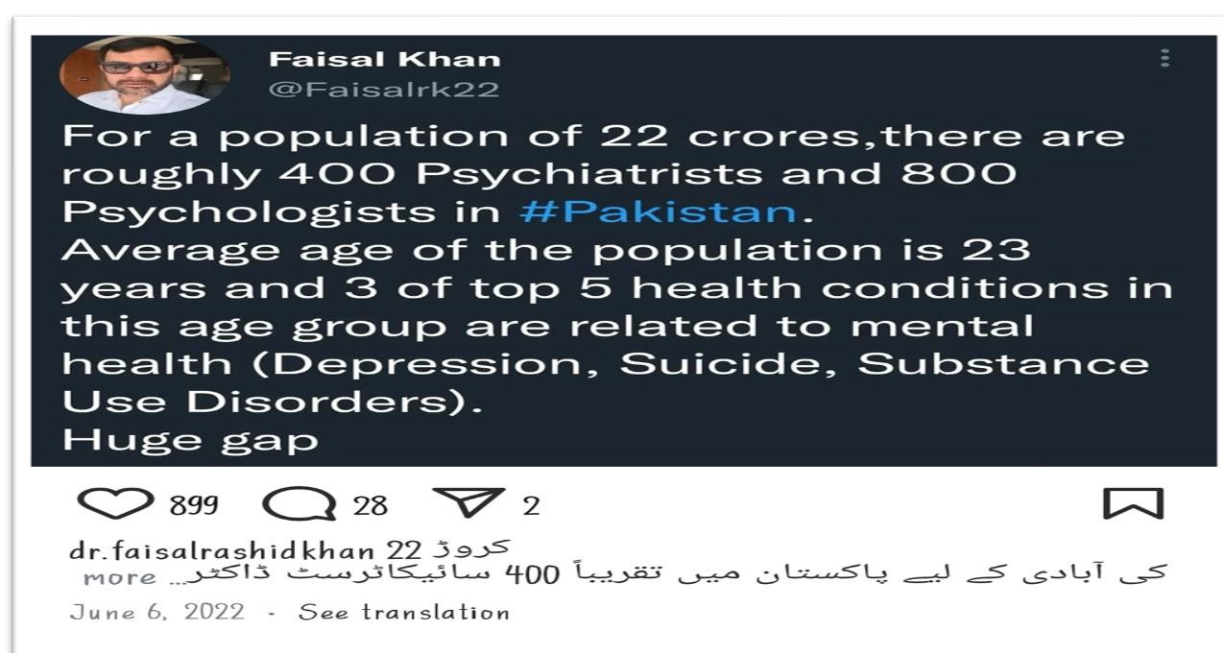 Faisal Khan
@Faisalrk22
For a population of 22 crores,there are
roughly 400 Psychiatrists and 800
Psychologists in #Pakistan.
Average age of the population is 23
years and 3 of top 5 health conditions in
this age group are related to mental
health (Depression, Suicide, Substance
Use Disorders).
Huge gap
899 28 2
dr.faisalrashidkhan 22 کروڑ
کی آبادی کے لیے پاکستان میں تقریباً 400 سائیکاٹرسٹ ڈاکٹر... more
June 6, 2022 · See translation